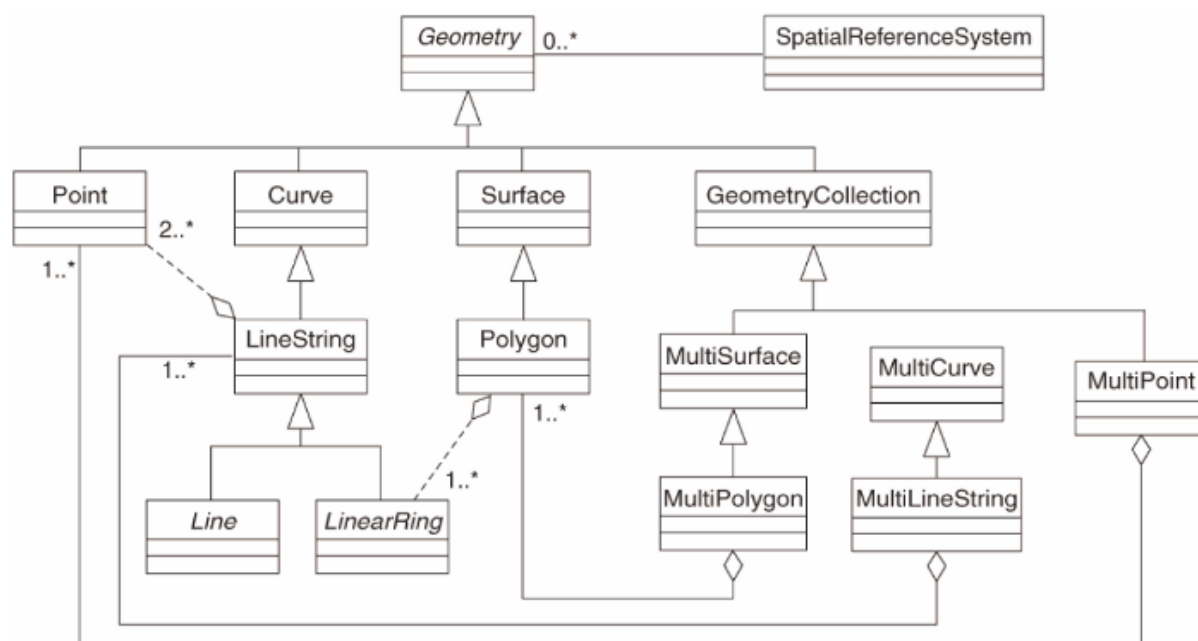 Geometry
0..*
SpatialReferenceSystem
Point
Curve
Surface
GeometryCollection
2..*
1..*
LineString
Polygon
MultiSurface
MultiCurve
MultiPoint
1..*
1..*
1..*
Line
LinearRing
MultiPolygon
MultiLineString